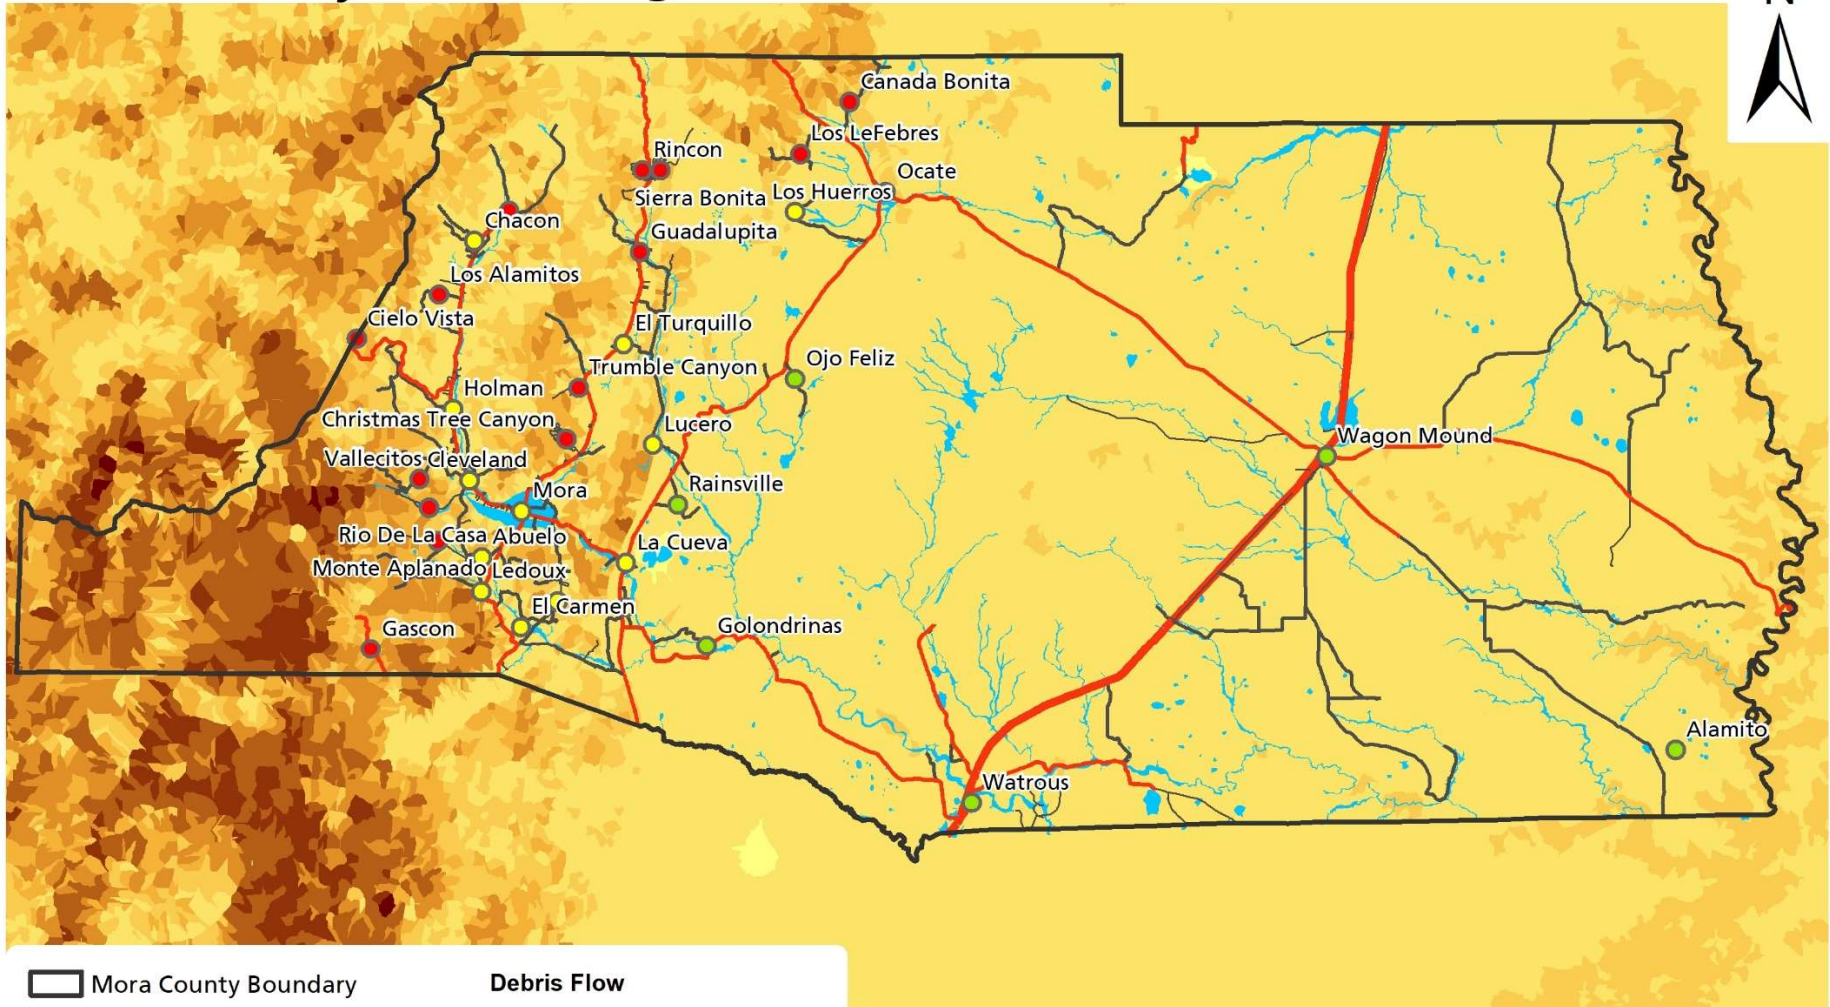 N
Canada Bonita
Los LeFebres
Rincon
Ocate
Sierra Bonita
Los Huerros
Chacon
Guadalupita
Los Alamitos
Cielo Vista
El Turquillo
Ojo Feliz
Trumble Canyon
Holman
Christmas Tree Canyon
Lucero
Wagon Mound
Vallecitos
Cleveland
Rainsville
Mora
Rio De La Casa
Abuelo
La Cueva
Monte Aplanado
Ledoux
El Carmen
Gascon
Golondrinas
Alamito
Watrous
Mora County Boundary
Debris Flow